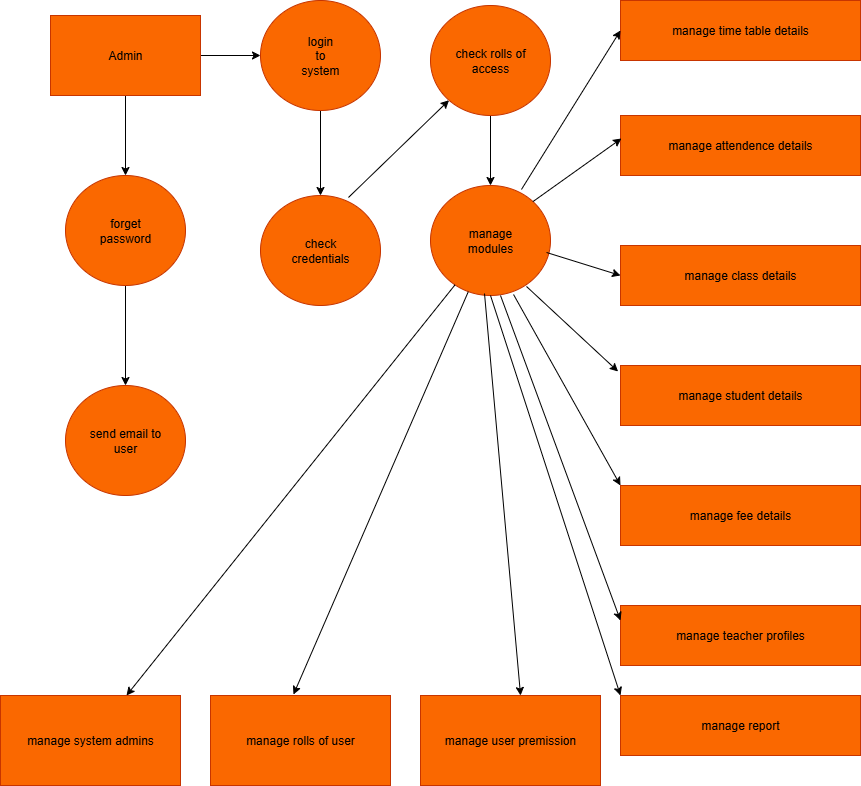 Admin
login
to
system
check rolls of
access
manage time table details
manage attendence details
forget
password
check
credentials
manage
modules
manage class details
manage student details
send email to
user
manage fee details
manage teacher profiles
manage system admins
manage rolls of user
manage user premission
manage report